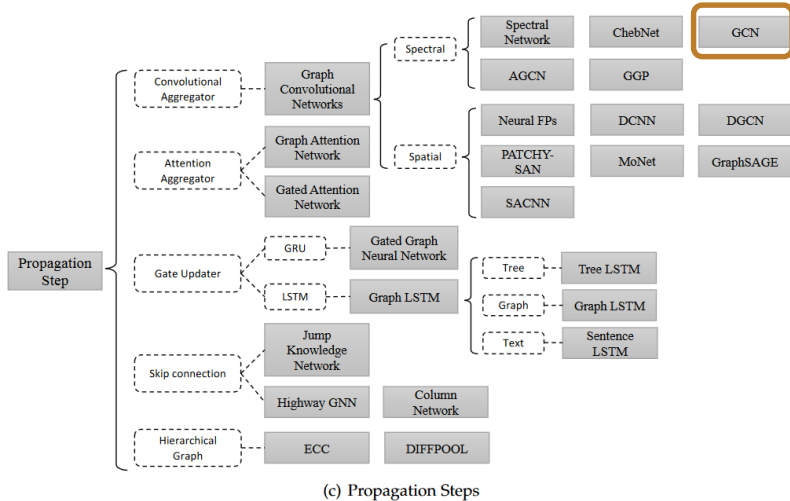 Spectral
Network
ChebNet
GCN
Spectral
AGCN
GGP
Convolutional
Aggregator
Graph
Convolutional
Networks
Neural FPs
DCNN
DGCN
Spatial
PATCHY-
SAN
MoNet
GraphSAGE
SACNN
Attention
Aggregator
Graph Attention
Network
Gated Attention
Network
Propagation
Step
Gate Updater
GRU
Gated Graph
Neural Network
LSTM
Graph LSTM
Tree
Tree LSTM
Graph
Graph LSTM
Text
Sentence
LSTM
Skip connection
Jump
Knowledge
Network
Highway GNN
Column
Network
Hierarchical
Graph
ECC
DIFFPOOL
(c) Propagation Steps